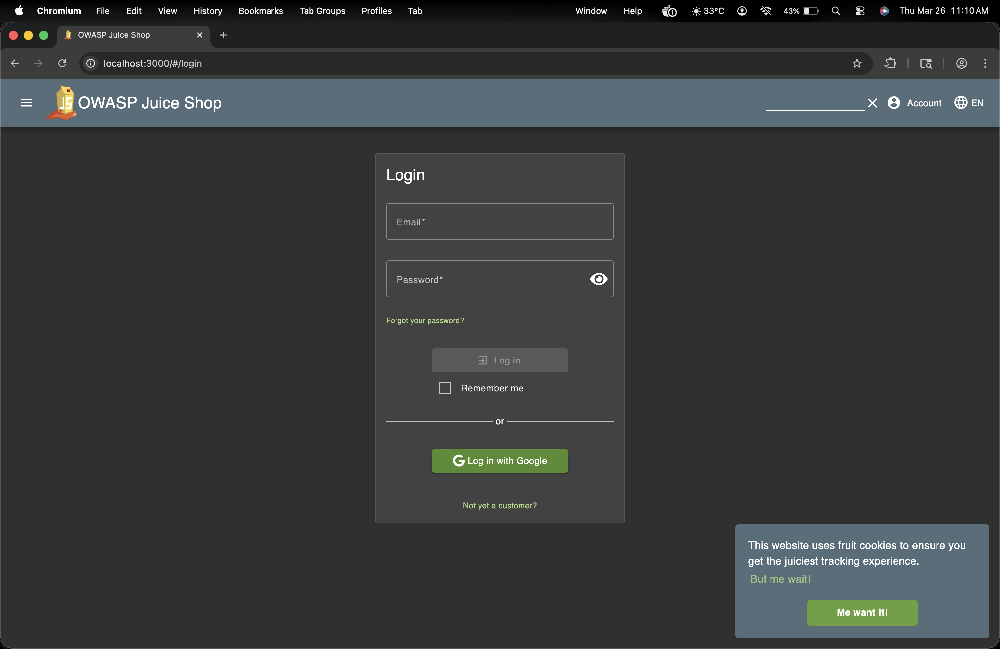 Chromium File Edit View History Bookmarks Tab Groups Profiles Tab Window Help 33°C 43% Thu Mar 26 11:10 AM
OWASP Juice Shop
localhost:3000/#/login
JS OWASP Juice Shop Account EN
Login
Email*
Password*
Forgot your password?
Log in
Remember me
or
G Log in with Google
Not yet a customer?
This website uses fruit cookies to ensure you
get the juiciest tracking experience.
But me wait!
Me want it!